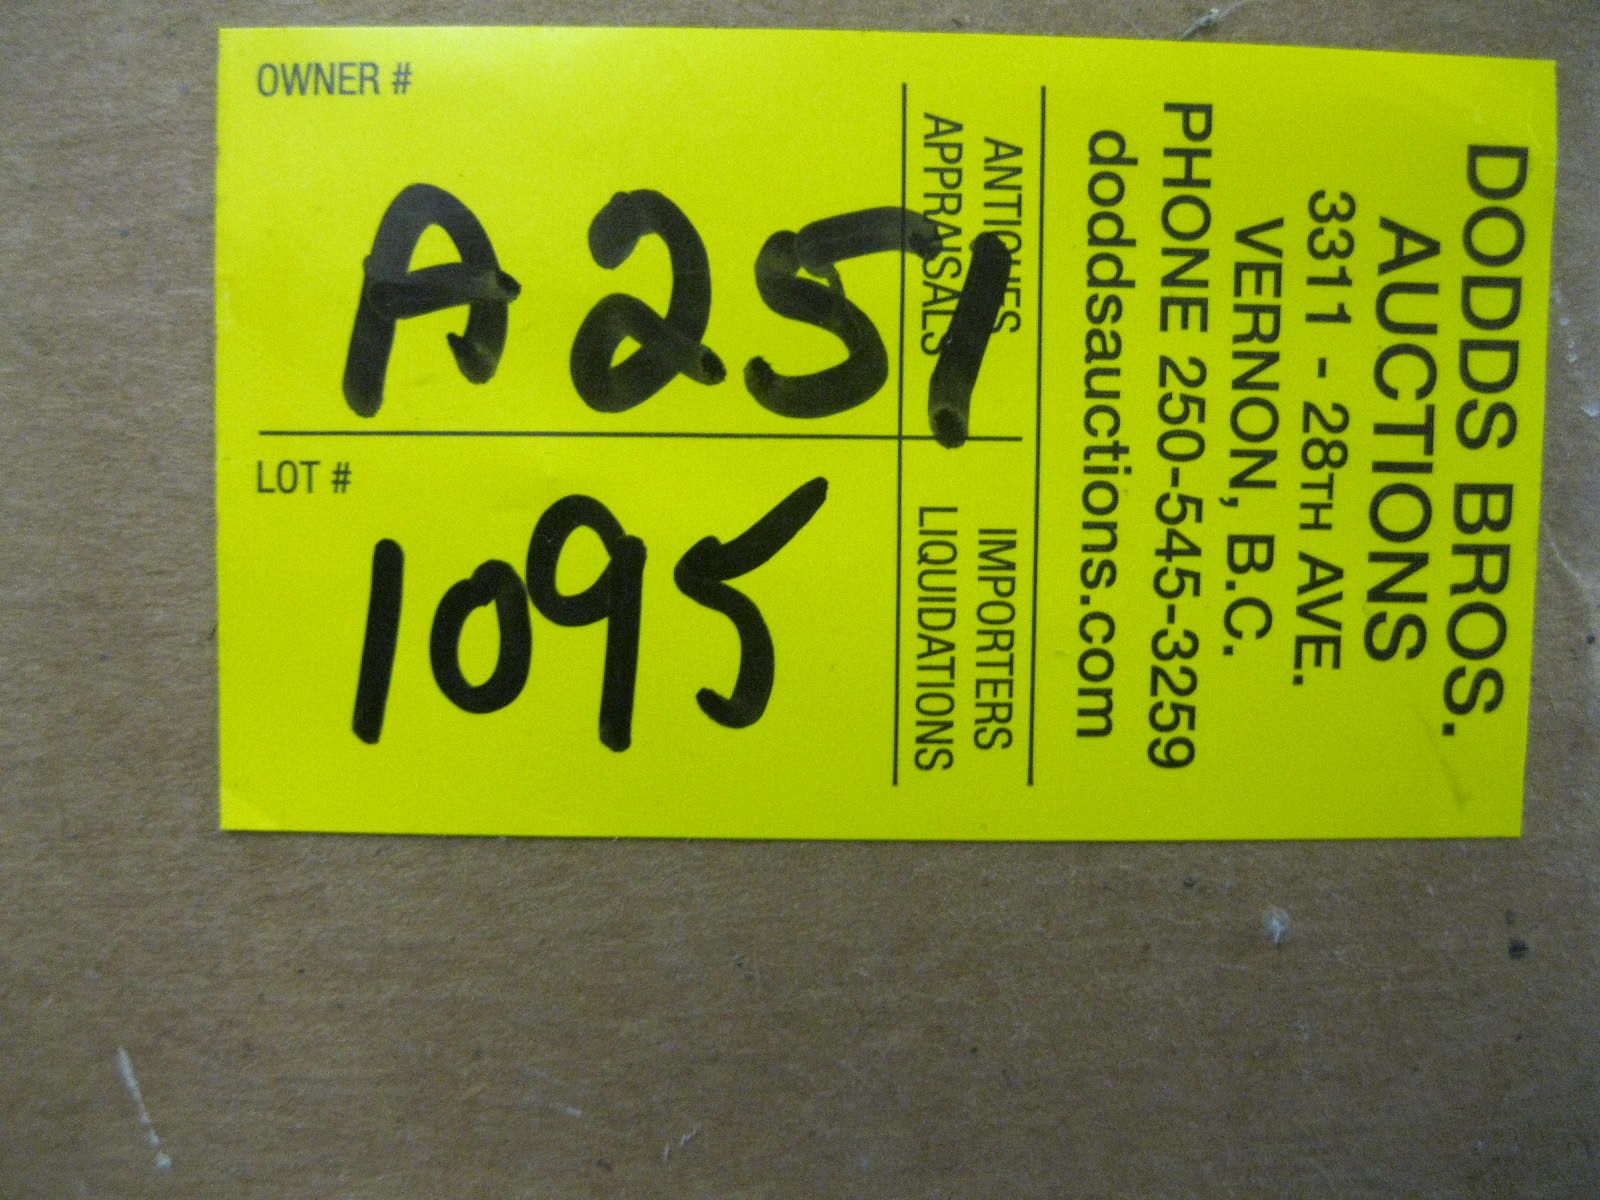 DODDS BROS.
AUCTIONS
3311 - 28TH AVE.
VERNON, B.C.
PHONE 250-545-3259
doddsauctions.com
ANTIQUES IMPORTERS
APPRAISALS LIQUIDATIONS
OWNER #
A251
LOT #
1095